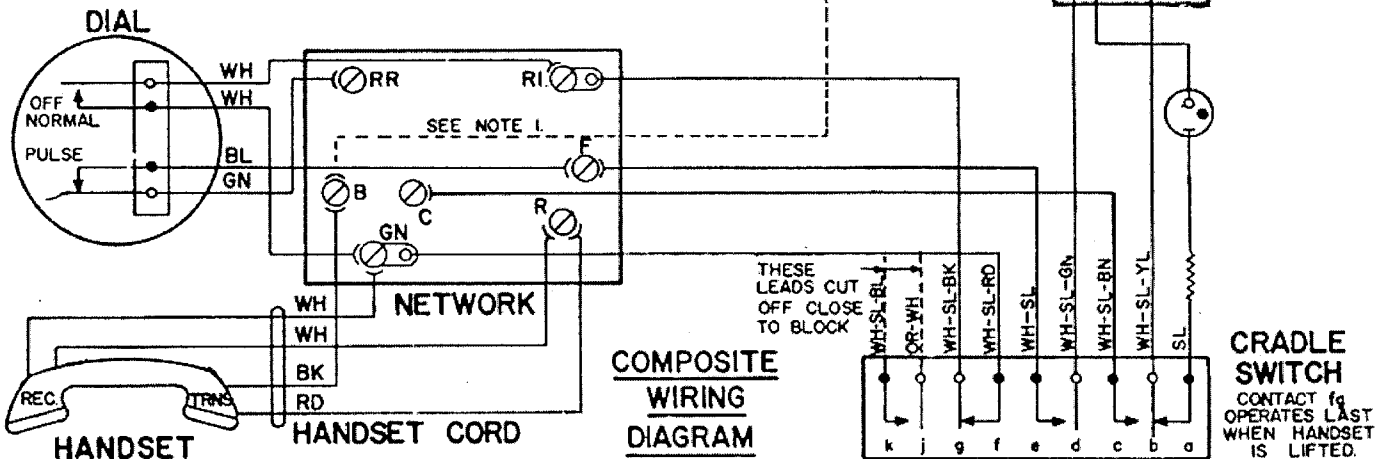 DIAL
WH
WH
OFF
NORMAL
PULSE
BL
GN
RR
R1.
SEE NOTE 1.
F
B
C
R
GN
NETWORK
WH
WH
BK
RD
REC.
TRNS
HANDSET
HANDSET CORD
COMPOSITE
WIRING
DIAGRAM
THESE
LEADS CUT
OFF CLOSE
TO BLOCK
WH-SL-BL
OR-WH
WH-SL-BK
WH-SL-RD
WH-SL
WH-SL-GN
WH-SL-BN
WH-SL-YL
SL
k j g f e d c b a
CRADLE
SWITCH
CONTACT fg
OPERATES LAST
WHEN HANDSET
IS LIFTED.